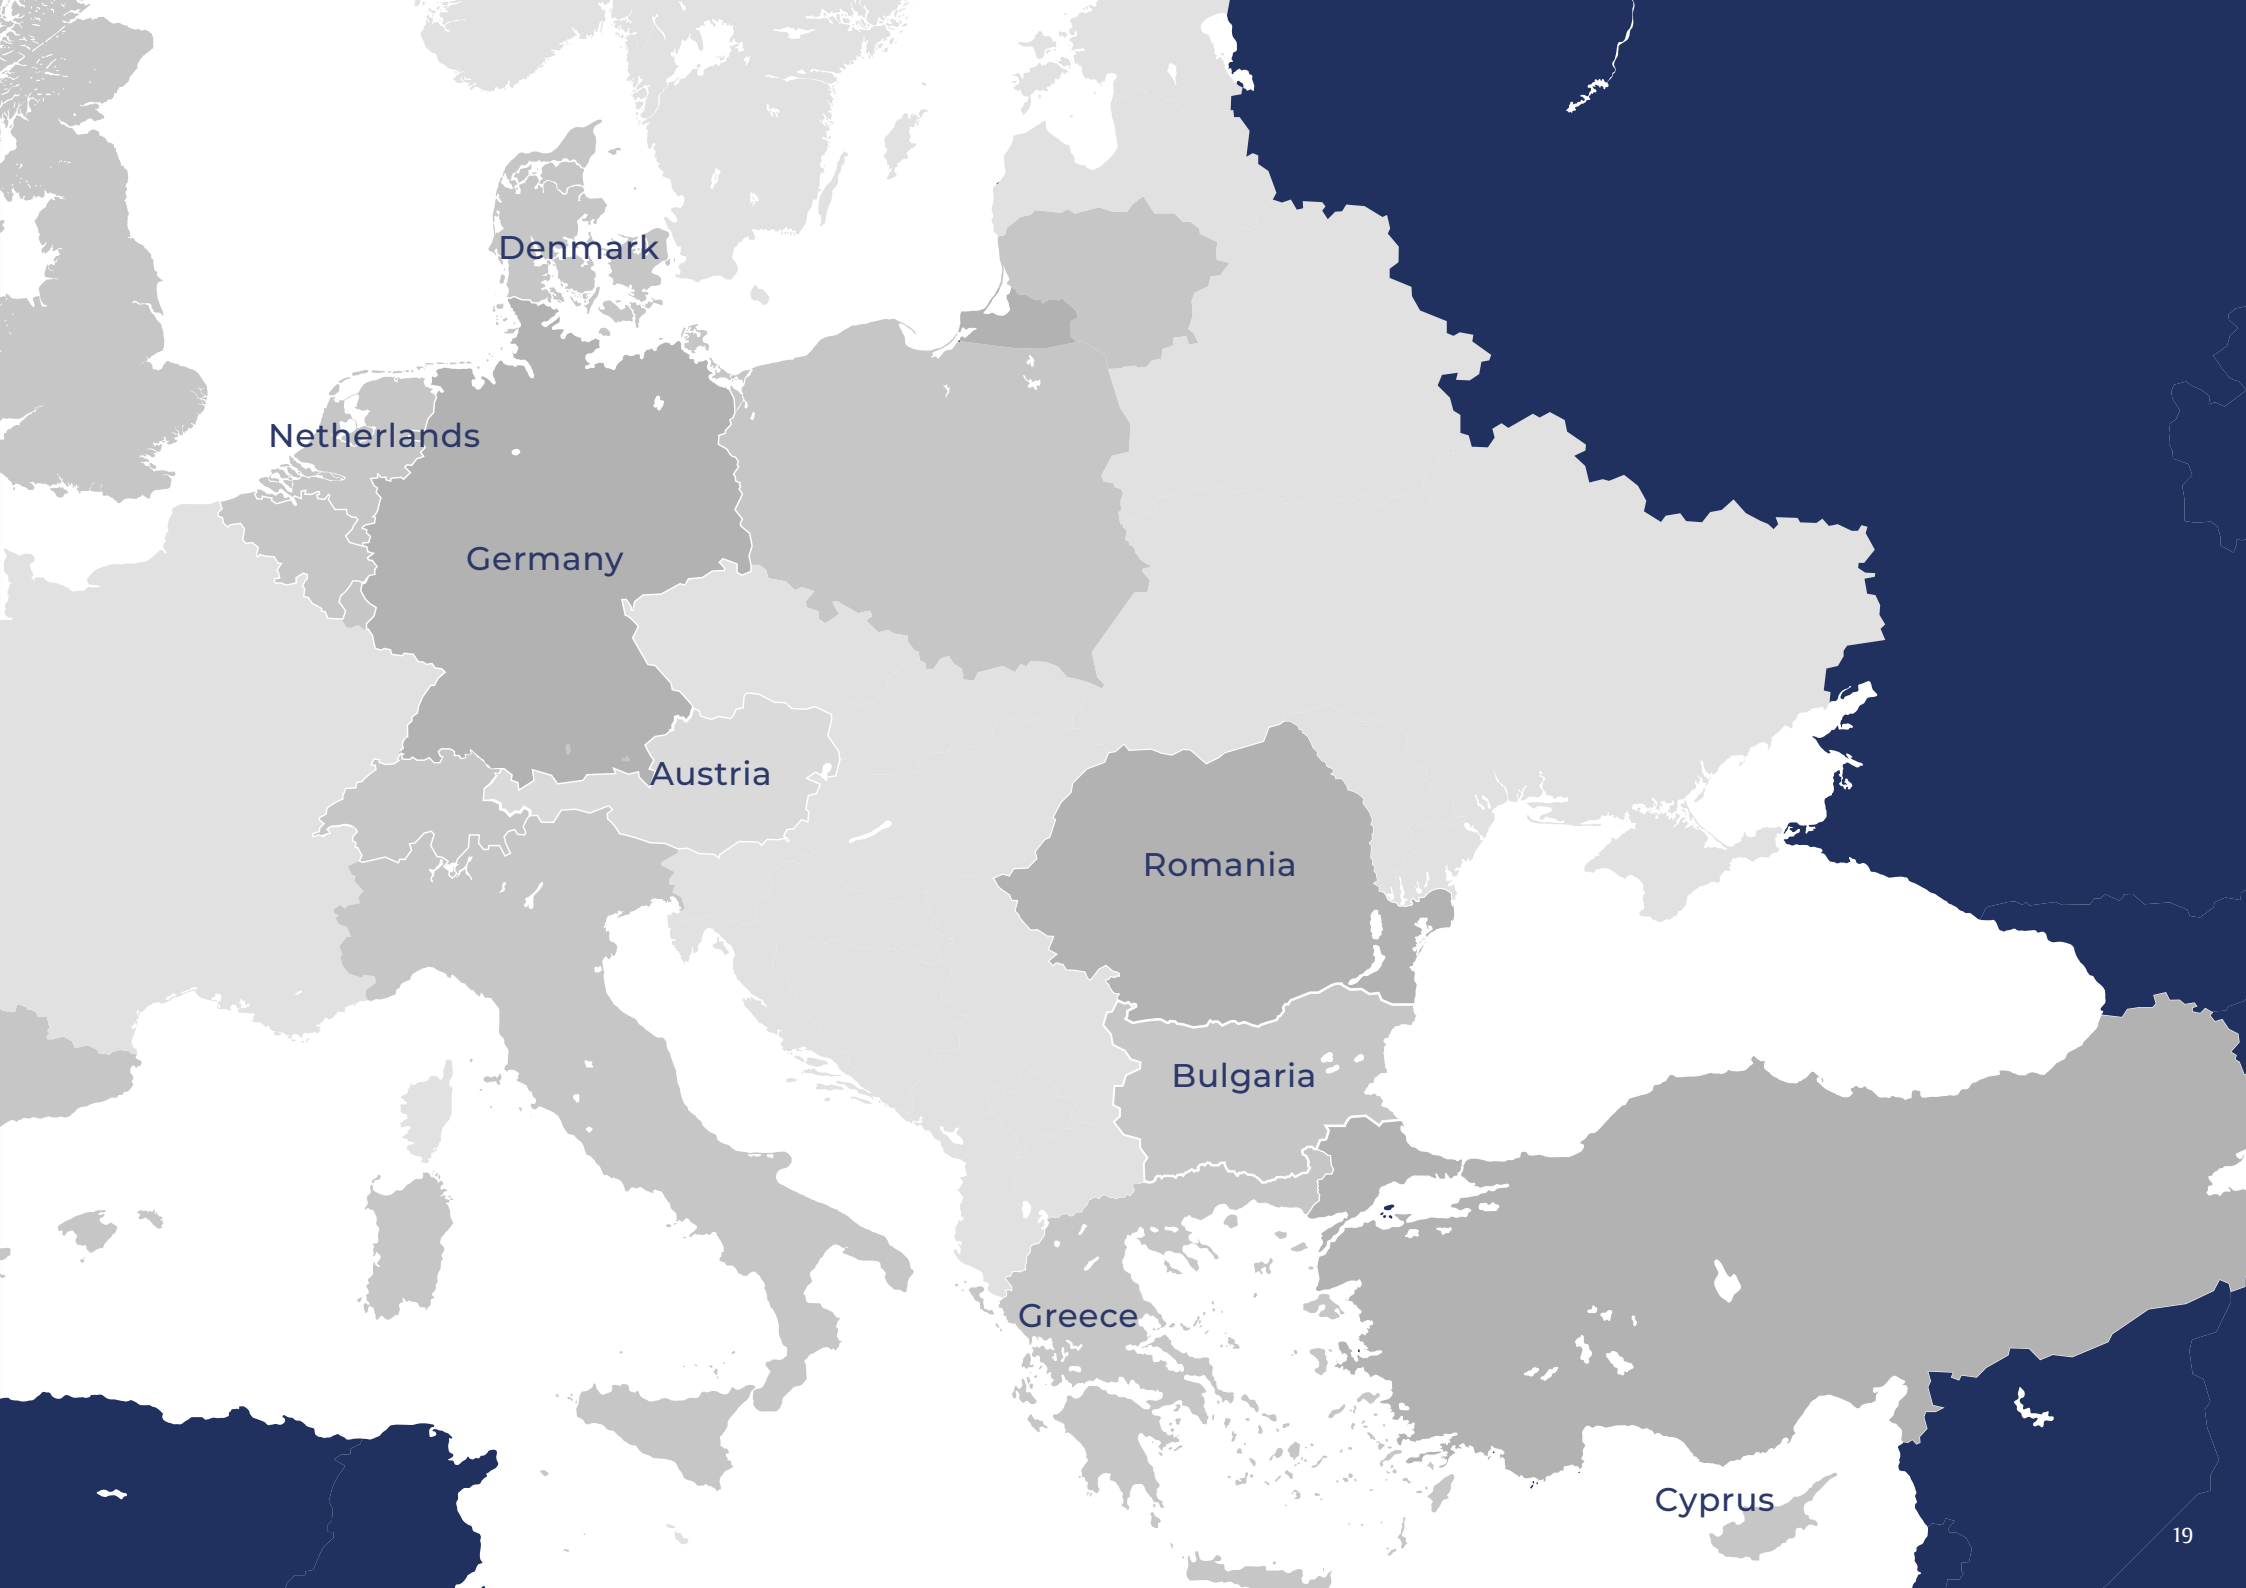 Denmark
Netherlands
Germany
Austria
Romania
Bulgaria
Greece
Cyprus
19